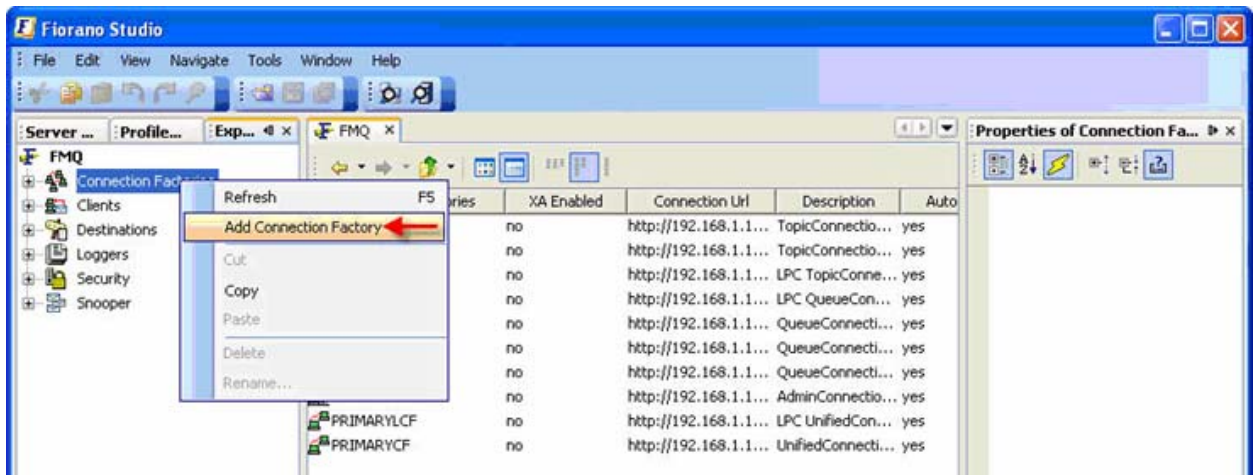 Fiorano Studio
File Edit View Navigate Tools Window Help
Server ... Profile... Exp...
FMQ
Connection
Clients
Destinations
Loggers
Security
Snooper
Refresh F5
Add Connection Factory
Cut
Copy
Paste
Delete
Rename...
FMQ
XA Enabled Connection Url Description Auto
no http://192.168.1.1... TopicConnectio... yes
no http://192.168.1.1... TopicConnectio... yes
no http://192.168.1.1... LPC TopicConne... yes
no http://192.168.1.1... LPC QueueCon... yes
no http://192.168.1.1... QueueConnecti... yes
no http://192.168.1.1... QueueConnecti... yes
no http://192.168.1.1... QueueConnecti... yes
no http://192.168.1.1... AdminConnectio... yes
PRIMARYLCF no http://192.168.1.1... LPC UnifiedCon... yes
PRIMARYCF no http://192.168.1.1... UnifiedConnecti... yes
Properties of Connection Fa...